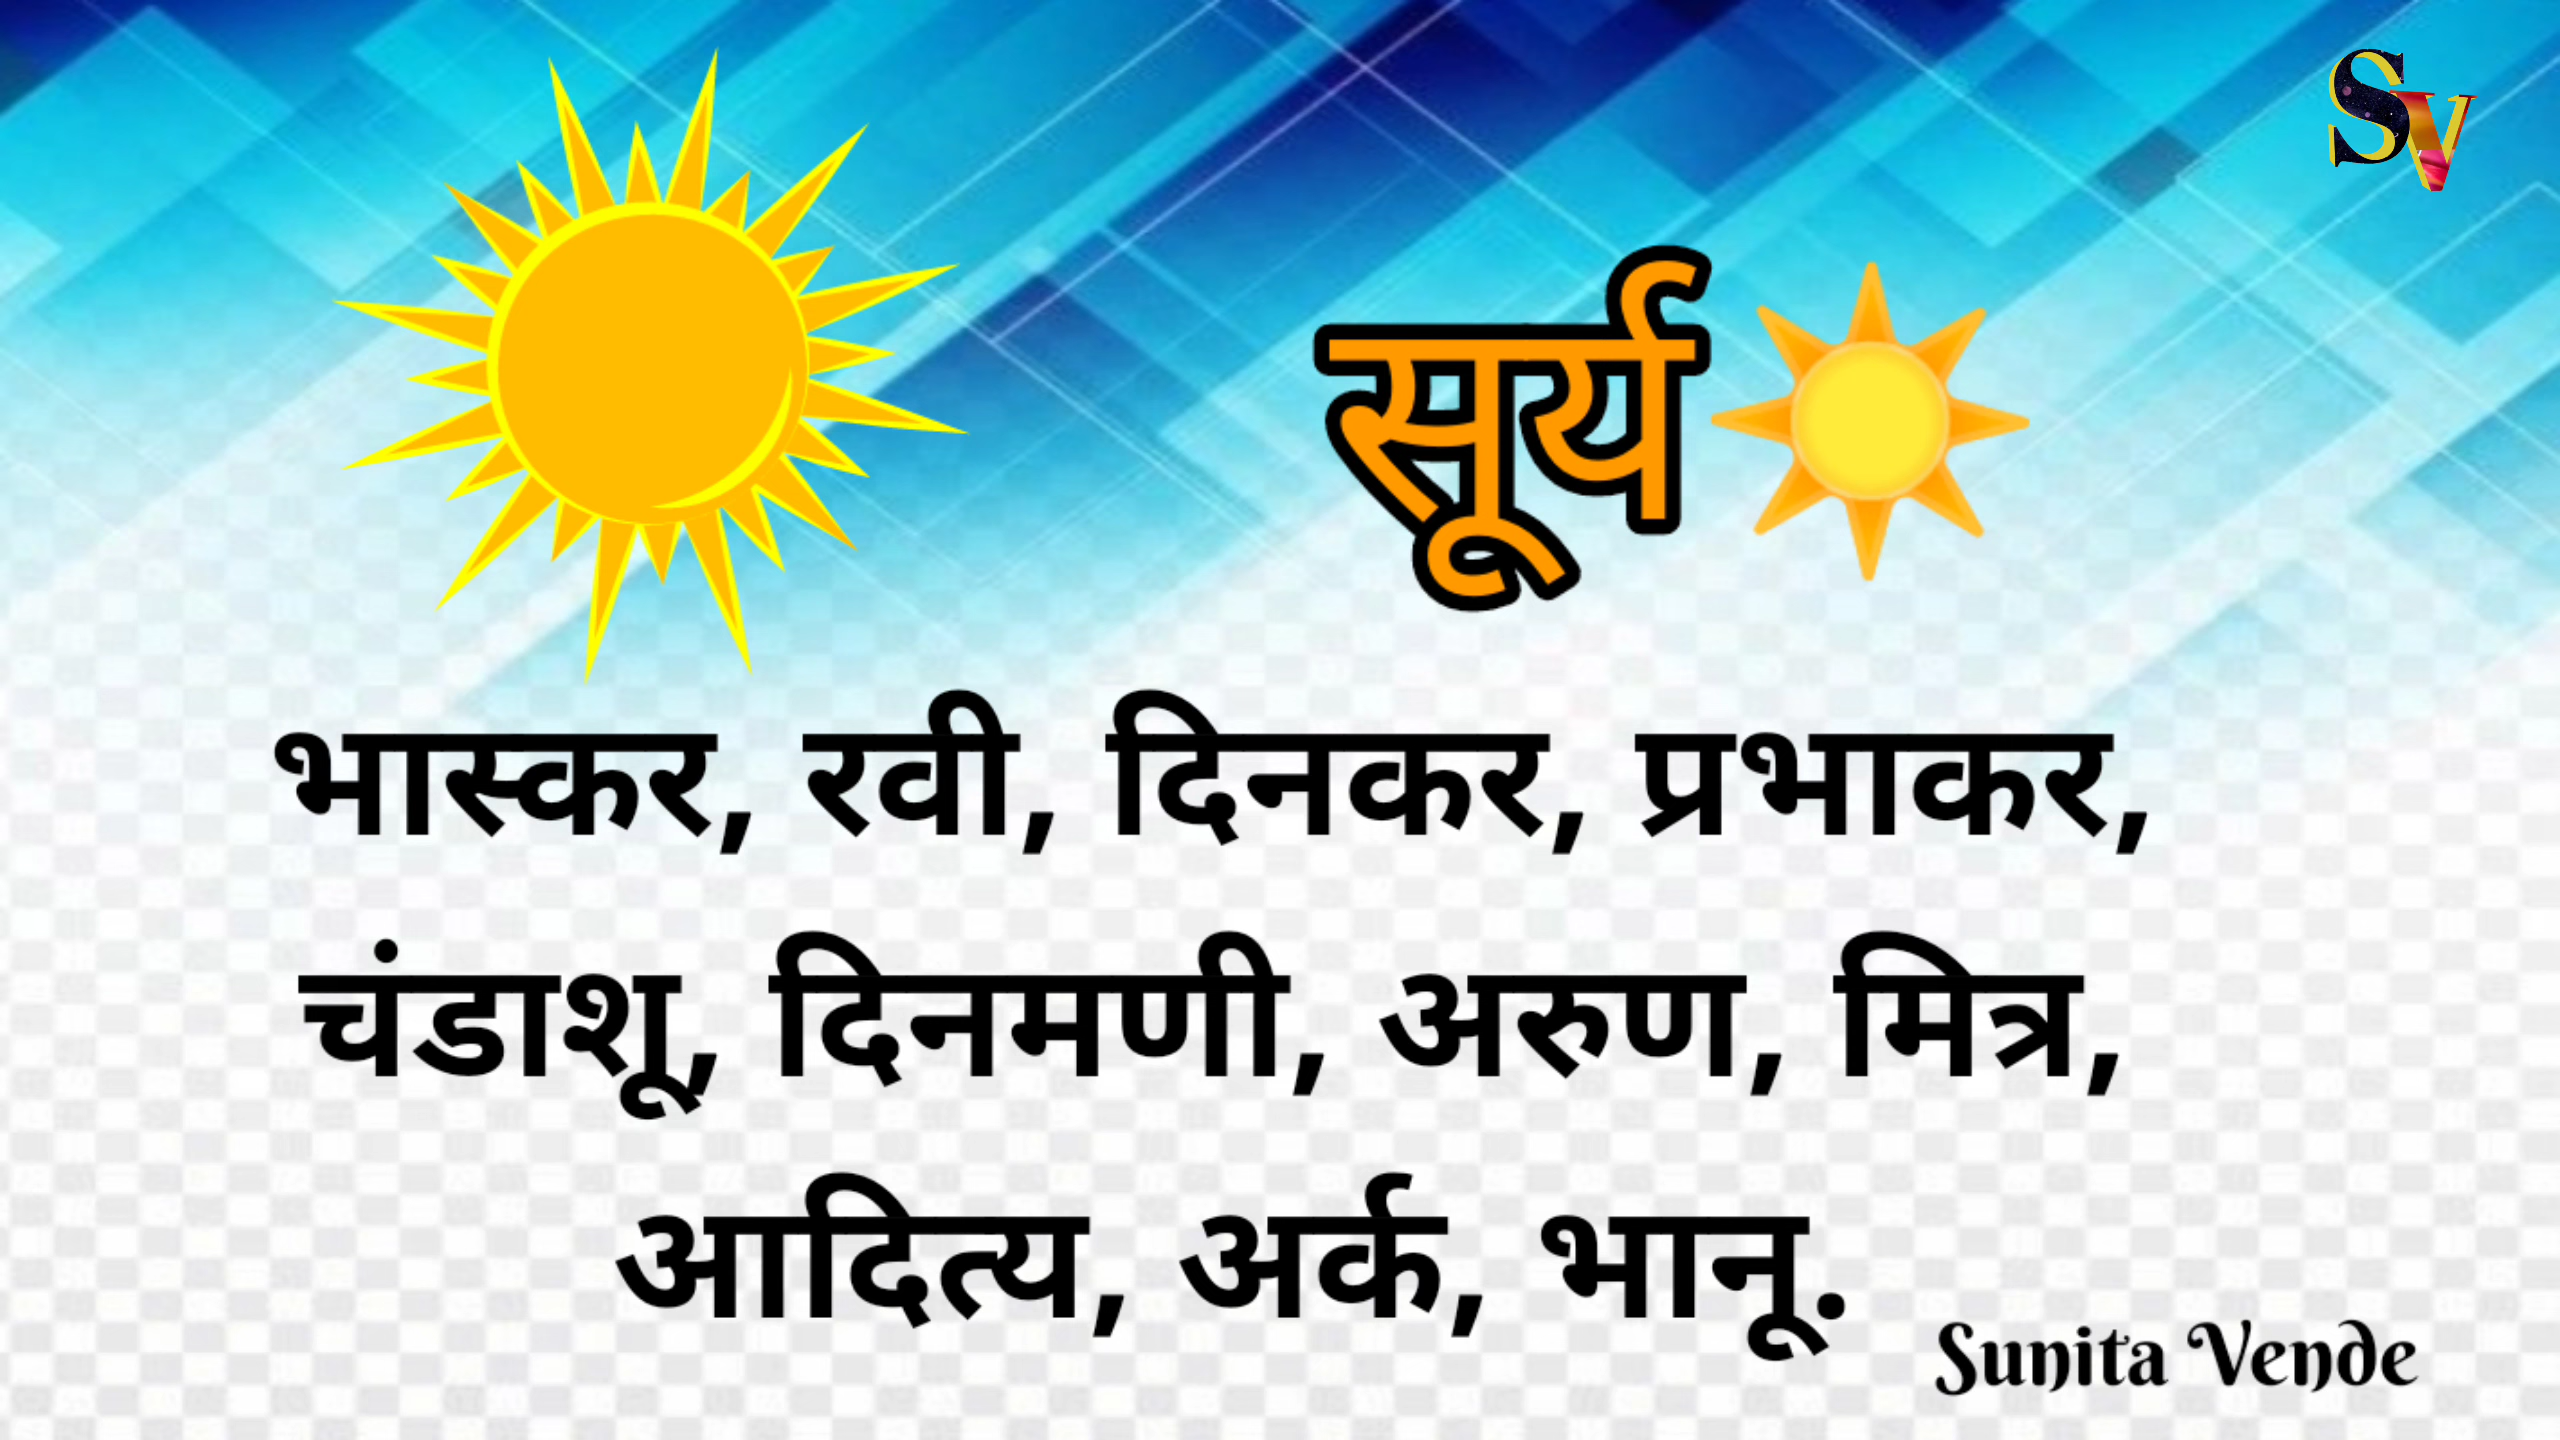 SV
सूर्य
भास्कर, रवी, दिनकर, प्रभाकर,
चंडाशू, दिनमणी, अरुण, मित्र,
आदित्य, अर्क, भानू.
Sunita Vende